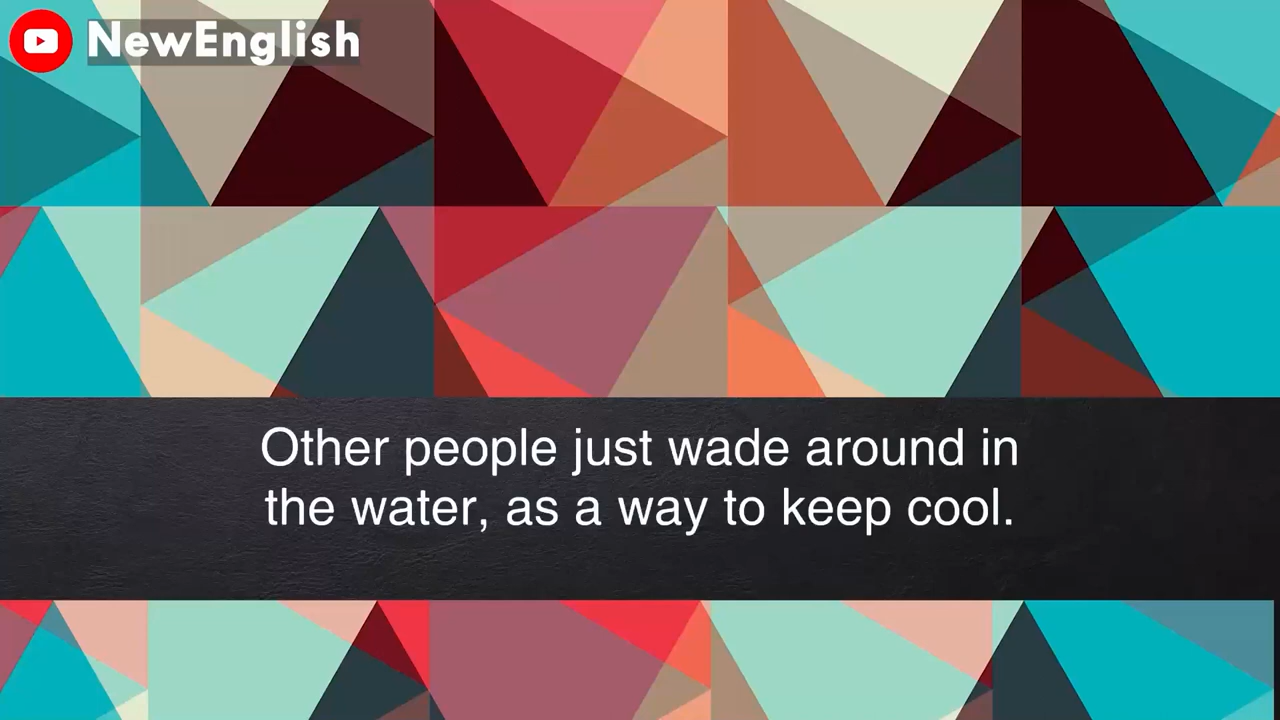 NewEnglish
Other people just wade around in
the water, as a way to keep cool.